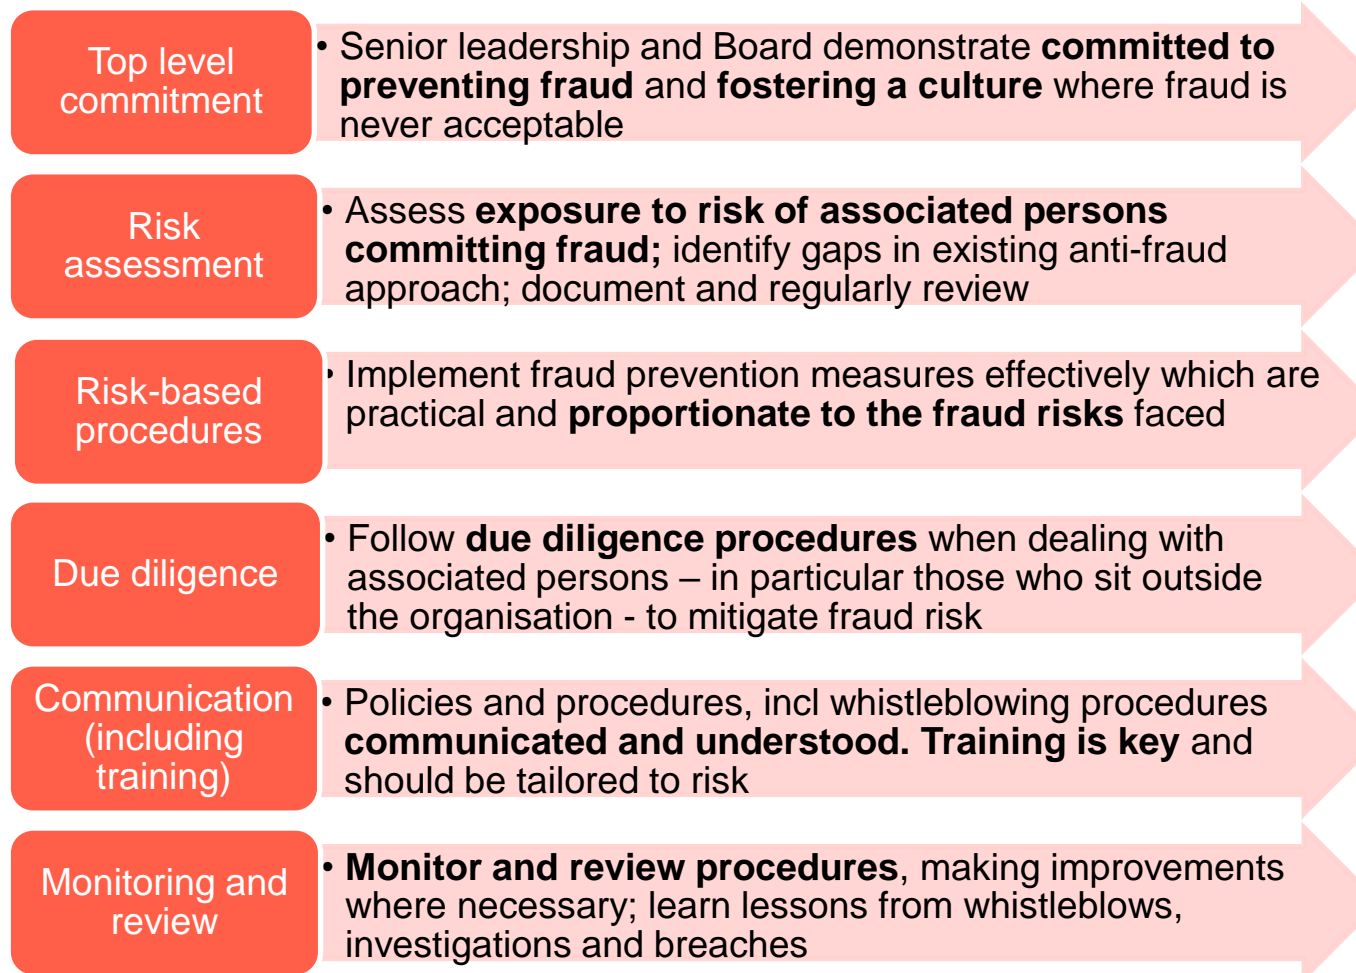 Top level
commitment
• Senior leadership and Board demonstrate committed to
preventing fraud and fostering a culture where fraud is
never acceptable
Risk
assessment
• Assess exposure to risk of associated persons
committing fraud; identify gaps in existing anti-fraud
approach; document and regularly review
Risk-based
procedures
• Implement fraud prevention measures effectively which are
practical and proportionate to the fraud risks faced
Due diligence
• Follow due diligence procedures when dealing with
associated persons – in particular those who sit outside
the organisation - to mitigate fraud risk
Communication
(including
training)
• Policies and procedures, incl whistleblowing procedures
communicated and understood. Training is key and
should be tailored to risk
Monitoring and
review
• Monitor and review procedures, making improvements
where necessary; learn lessons from whistleblows,
investigations and breaches